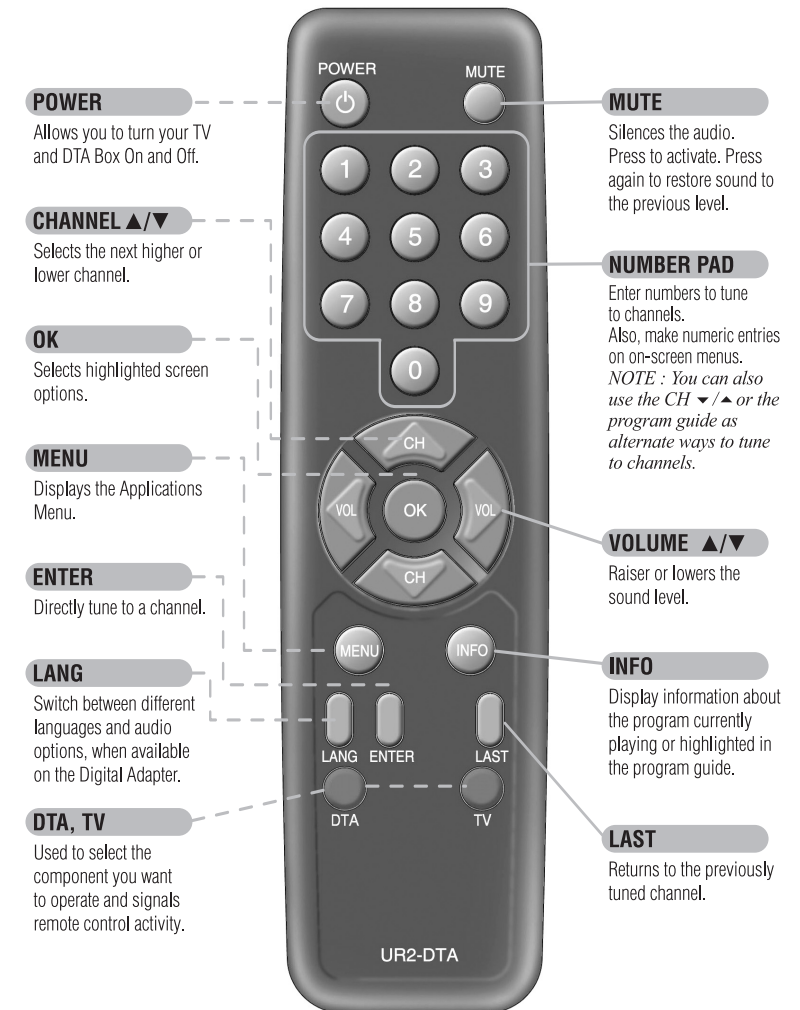 POWER
Allows you to turn your TV
and DTA Box On and Off.
CHANNEL ▲/▼
Selects the next higher or
lower channel.
OK
Selects highlighted screen
options.
MENU
Displays the Applications
Menu.
ENTER
Directly tune to a channel.
LANG
Switch between different
languages and audio
options, when available
on the Digital Adapter.
DTA, TV
Used to select the
component you want
to operate and signals
remote control activity.
POWER
MUTE
1 2 3
4 5 6
7 8 9
0
CH
VOL OK VOL
CH
MENU INFO
LANG ENTER LAST
DTA TV
UR2-DTA
MUTE
Silences the audio.
Press to activate. Press
again to restore sound to
the previous level.
NUMBER PAD
Enter numbers to tune
to channels.
Also, make numeric entries
on on-screen menus.
NOTE : You can also
use the CH ▼/▲ or the
program guide as
alternate ways to tune
to channels.
VOLUME ▲/▼
Raiser or lowers the
sound level.
INFO
Display information about
the program currently
playing or highlighted in
the program guide.
LAST
Returns to the previously
tuned channel.